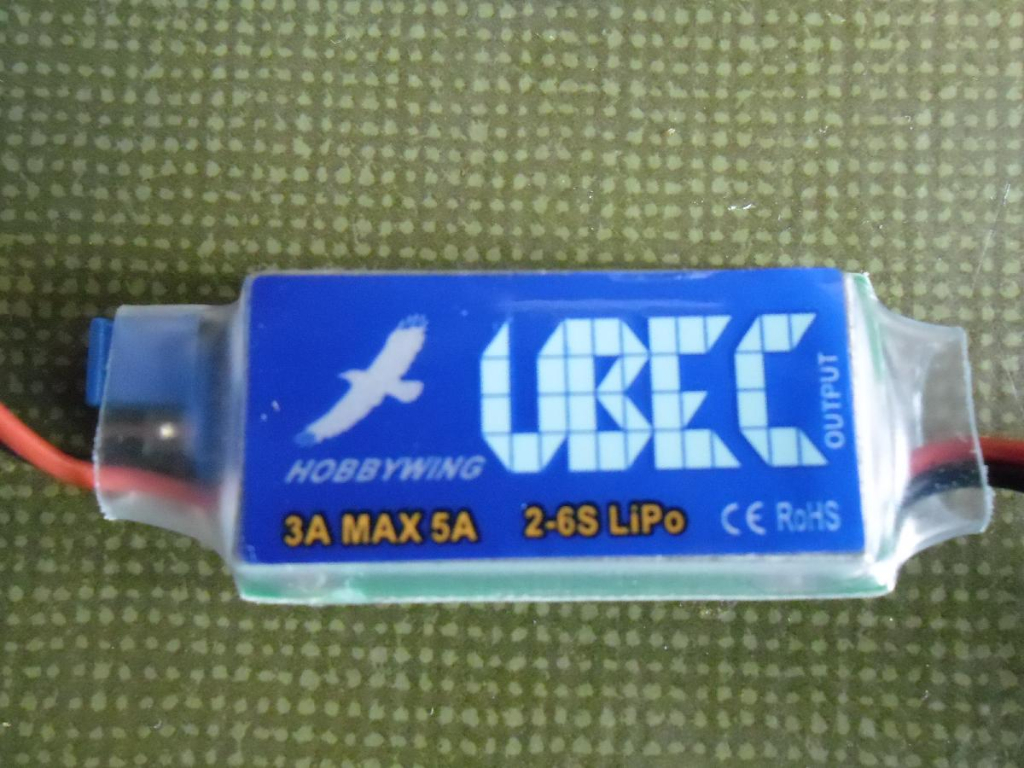 UBEC
OUTPUT
HOBBYWING
3A MAX 5A
2-6S LiPo
CE RoHS